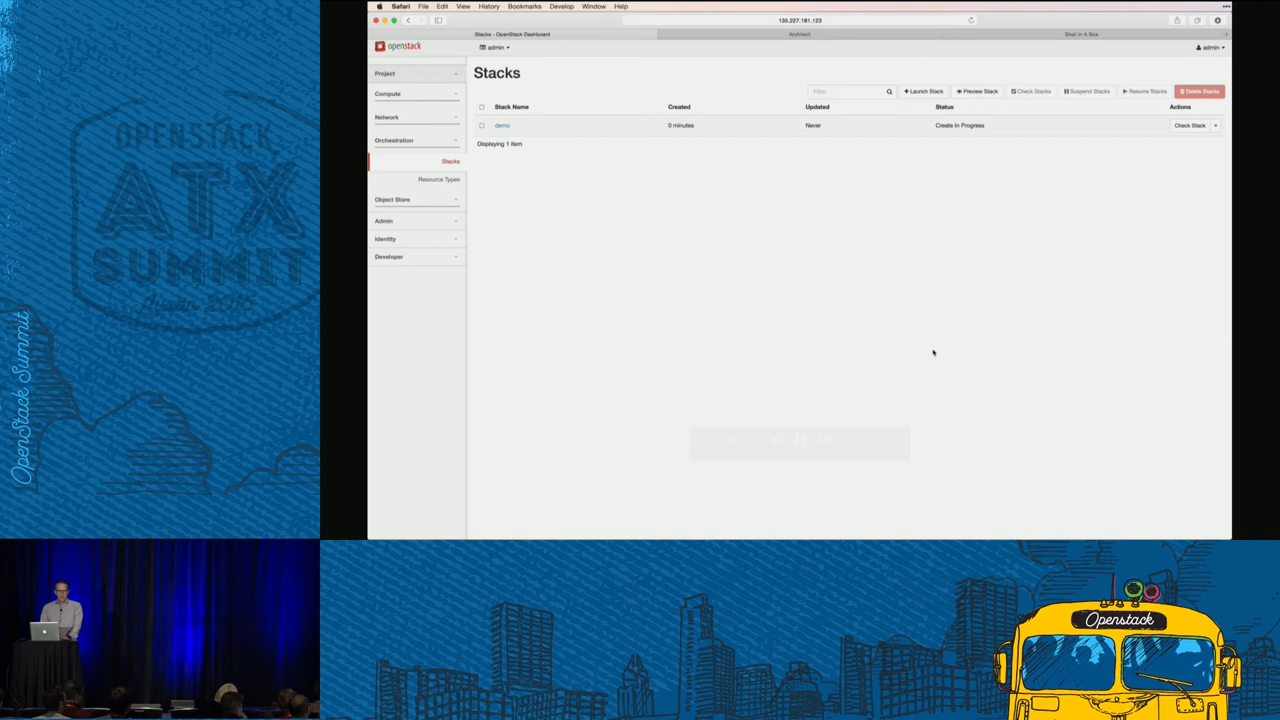 Safari File Edit View History Bookmarks Develop Window Help
135.227.181.123
Stacks - OpenStack Dashboard Architect Shell In A Box
openstack admin admin
Project
Compute
Network
Orchestration
Stacks
Resource Types
Object Store
Admin
Identity
Developer
Stacks
Filter Launch Stack Preview Stack Check Stacks Suspend Stacks Resume Stacks Delete Stacks
Stack Name Created Updated Status Actions
demo 0 minutes Never Create In Progress Check Stack
Displaying 1 item
ATX
SUMMIT
Austin 2016
OpenStack Summit
Openstack